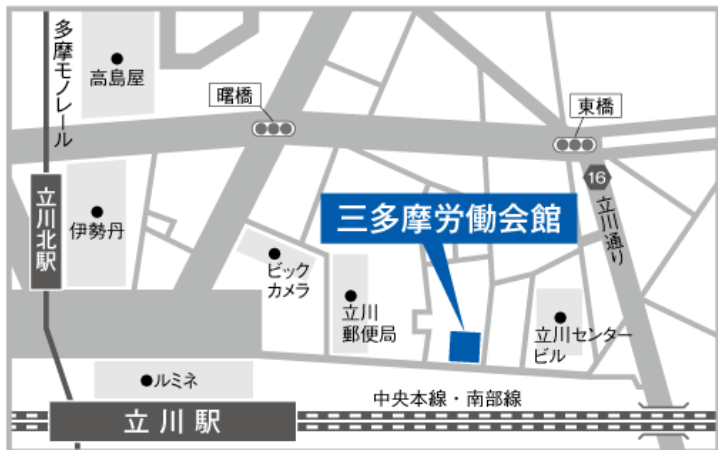 多摩モノレール
高島屋
曙橋
東橋
16
立川通り
立川北駅
伊勢丹
三多摩労働会館
ビック
カメラ
立川
郵便局
立川センター
ビル
ルミネ
中央本線・南部線
立川駅